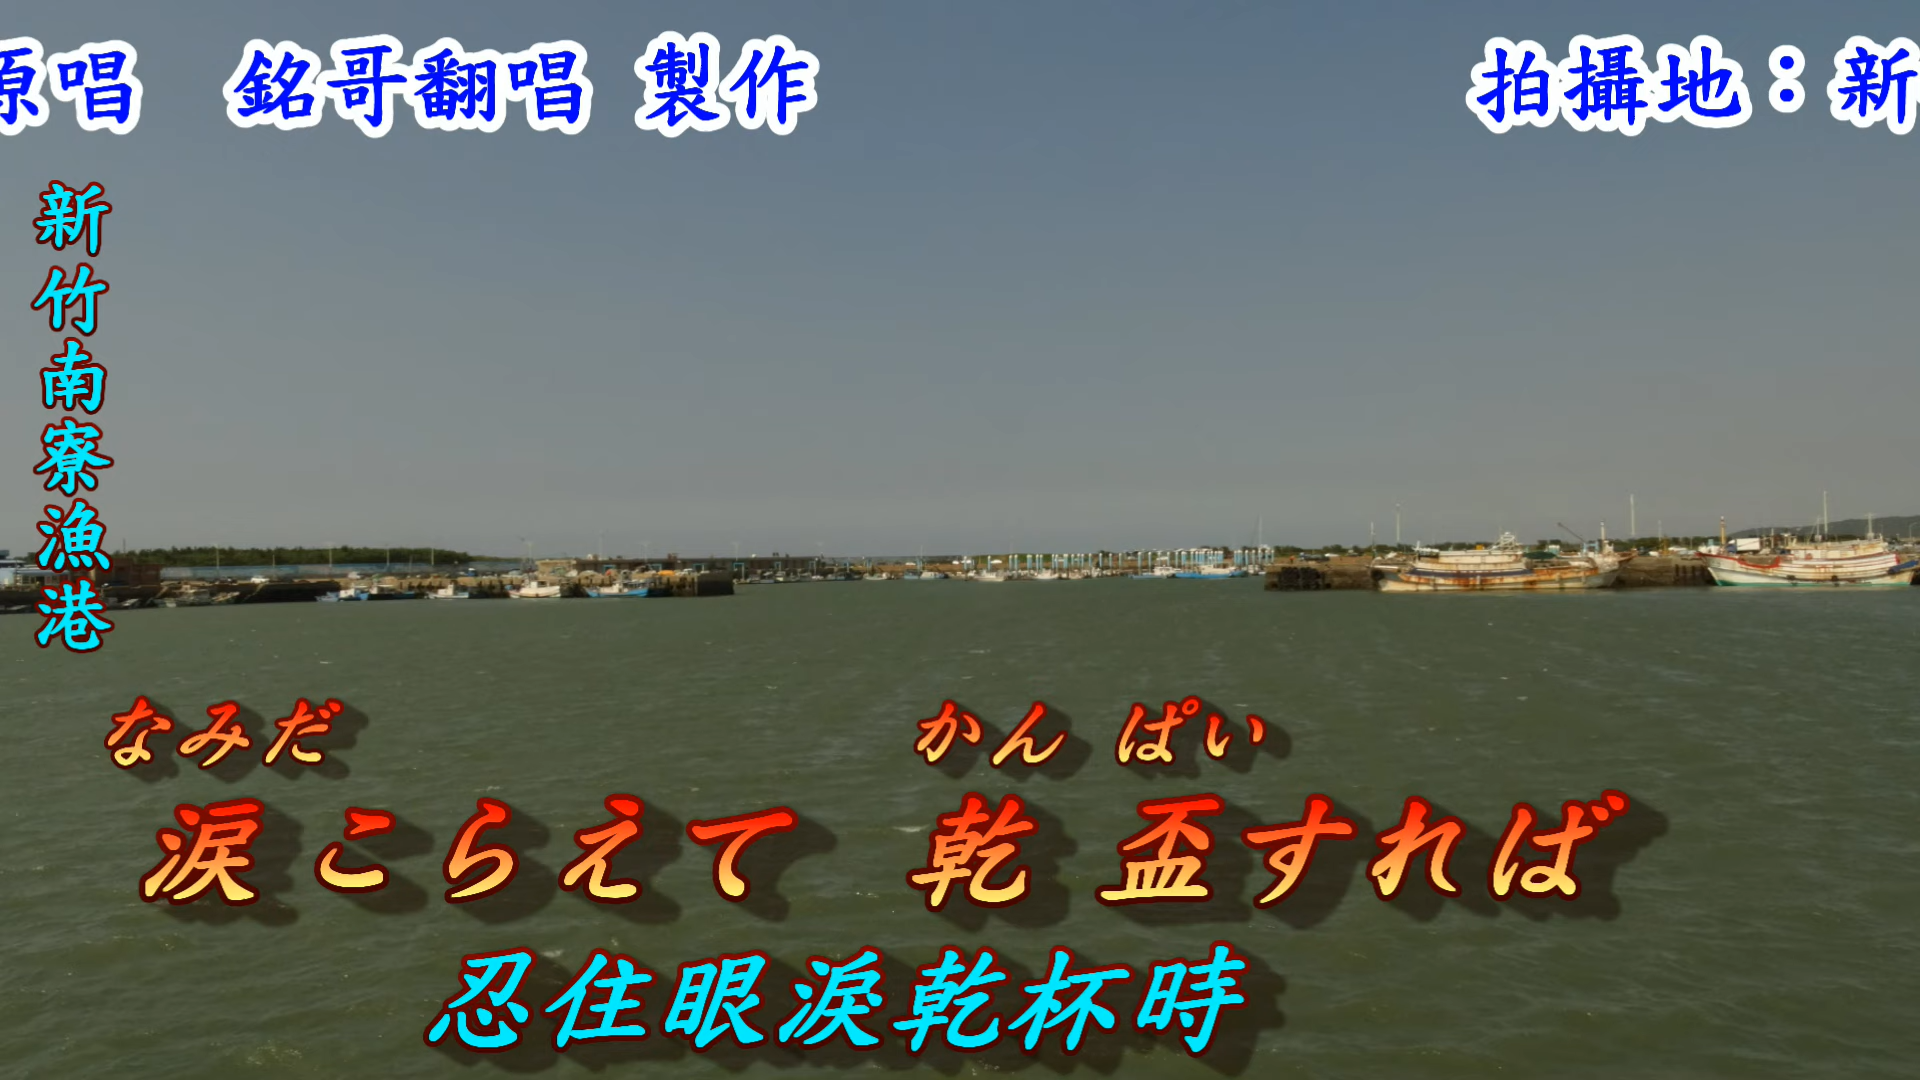 原唱 銘哥翻唱 製作 拍攝地：新
新竹南寮漁港
なみだ かん ぱい
涙こらえて 乾盃すれば
忍住眼淚乾杯時